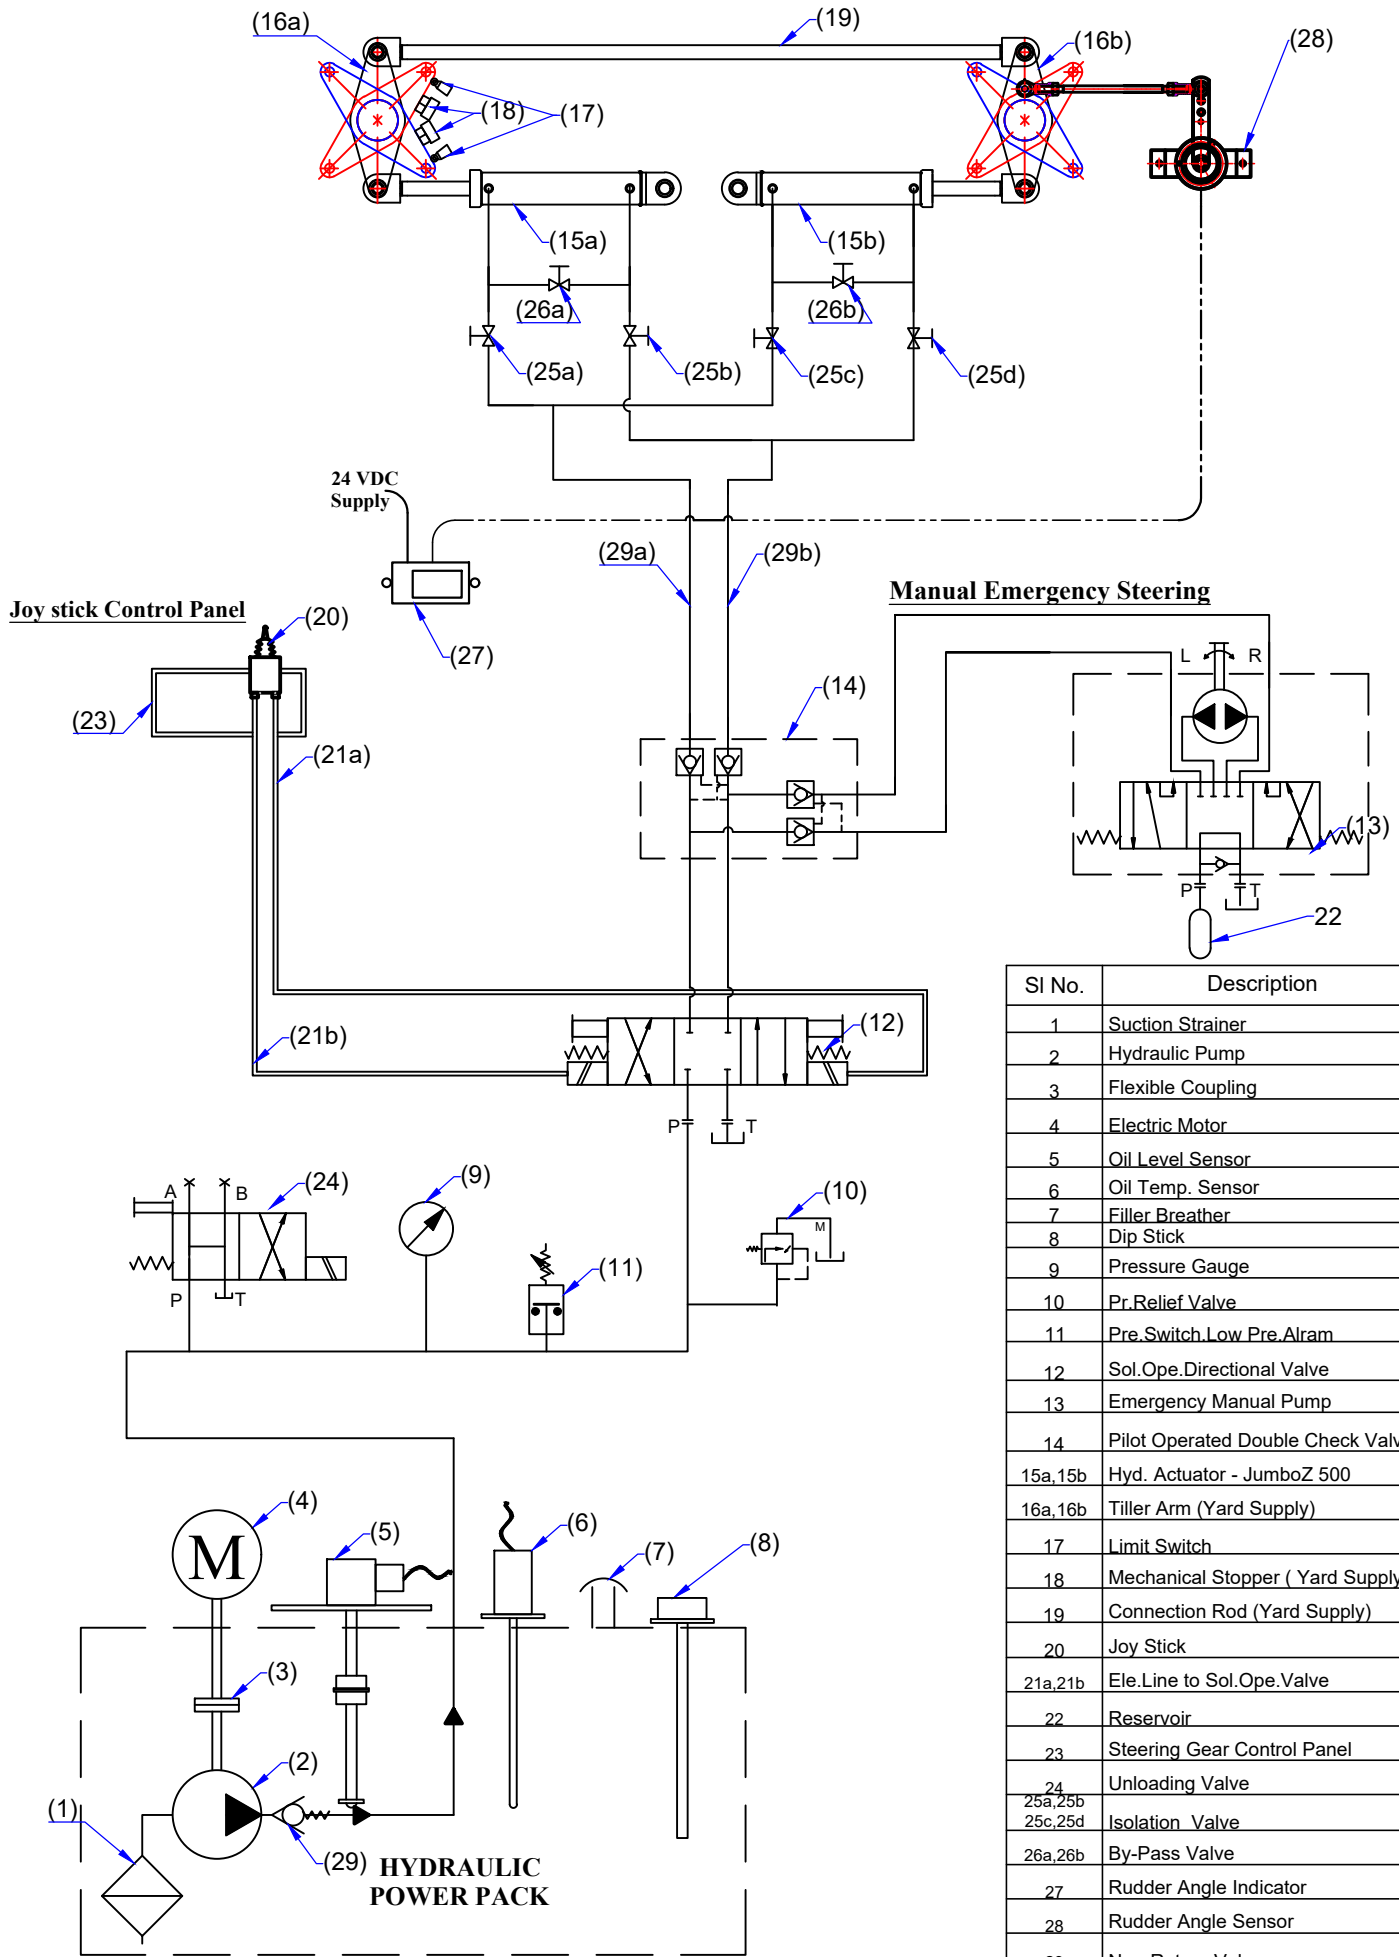 (16a)
(19)
(16b)
(28)
(18)
(17)
(15a)
(15b)
(26a)
(26b)
(25a)
(25b)
(25c)
(25d)
24 VDC
Supply
(29a)
(29b)
Manual Emergency Steering
Joy stick Control Panel
(20)
(27)
L
R
(14)
(23)
(21a)
(13)
P
T
22
(21b)
(12)
P
T
A
B
(24)
(9)
(10)
M
(11)
P
T
(4)
M
(5)
(6)
(7)
(8)
(3)
(2)
(1)
(29)
HYDRAULIC
POWER PACK
Sl No. Description
1 Suction Strainer
2 Hydraulic Pump
3 Flexible Coupling
4 Electric Motor
5 Oil Level Sensor
6 Oil Temp. Sensor
7 Filler Breather
8 Dip Stick
9 Pressure Gauge
10 Pr.Relief Valve
11 Pre.Switch.Low Pre.Alram
12 Sol.Ope.Directional Valve
13 Emergency Manual Pump
14 Pilot Operated Double Check Valv
15a,15b Hyd. Actuator - JumboZ 500
16a,16b Tiller Arm (Yard Supply)
17 Limit Switch
18 Mechanical Stopper ( Yard Supply
19 Connection Rod (Yard Supply)
20 Joy Stick
21a,21b Ele.Line to Sol.Ope.Valve
22 Reservoir
23 Steering Gear Control Panel
24 Unloading Valve
25a,25b
25c,25d Isolation Valve
26a,26b By-Pass Valve
27 Rudder Angle Indicator
28 Rudder Angle Sensor